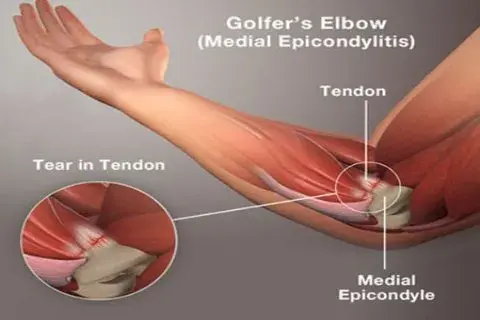 Golfer's Elbow
(Medial Epicondylitis)
Tendon
Tear in Tendon
Medial
Epicondyle